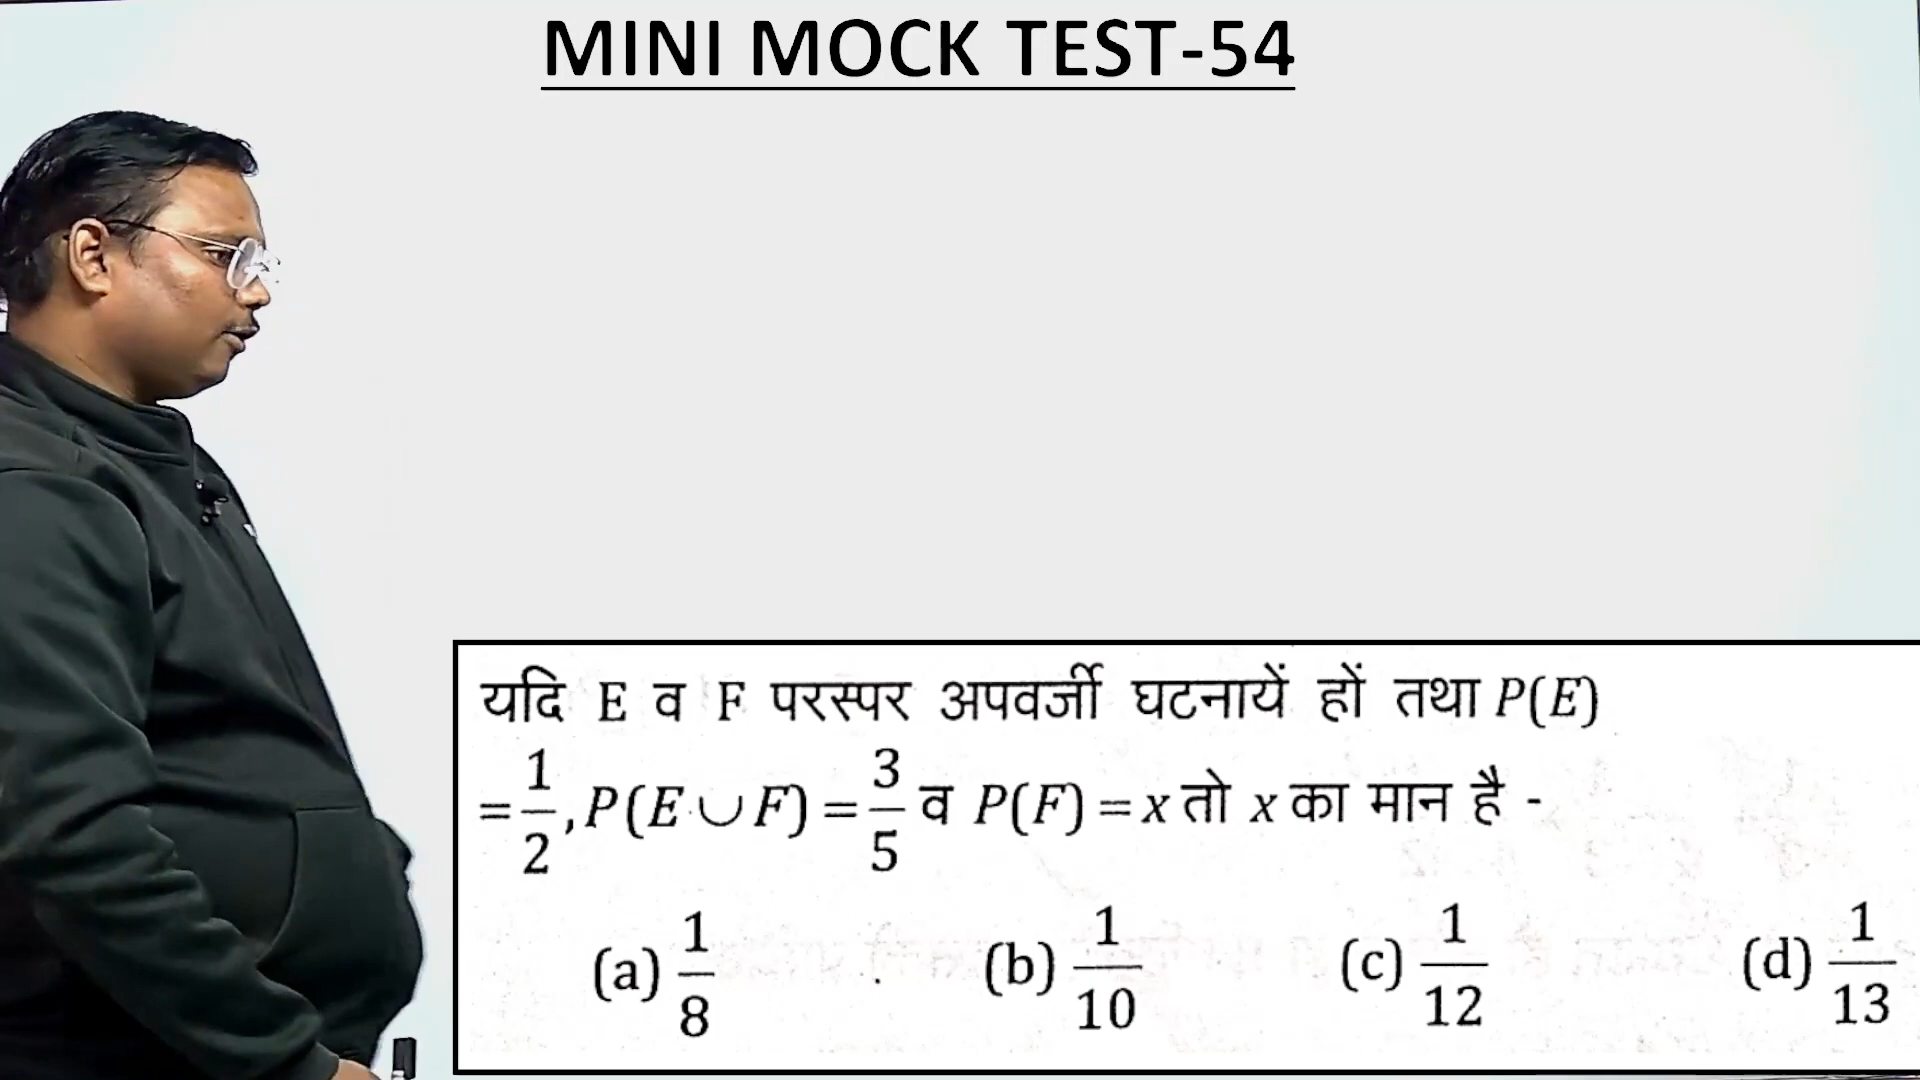 MINI MOCK TEST-54
यदि E व F परस्पर अपवर्जी घटनायें हों तथा P(E)
= 1/2, P(E ∪ F) = 3/5 व P(F) = x तो x का मान है -
(a) 1/8 (b) 1/10 (c) 1/12 (d) 1/13